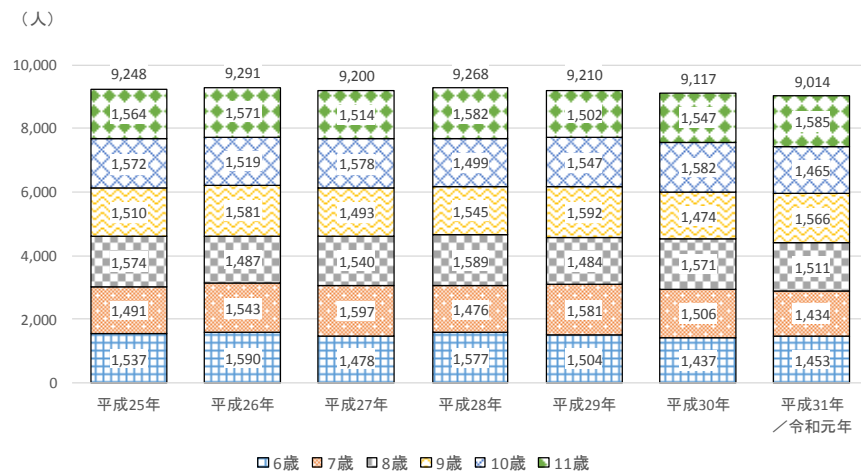 （人）
9,248 9,291 9,200 9,268 9,210 9,117 9,014
10,000
1,564 1,571 1,514 1,582 1,502 1,547 1,585
8,000
1,572 1,519 1,578 1,499 1,547 1,582 1,465
6,000
1,510 1,581 1,493 1,545 1,592 1,474 1,566
4,000
1,574 1,487 1,540 1,589 1,484 1,571 1,511
1,491 1,543 1,597 1,476 1,581 1,506 1,434
2,000
1,537 1,590 1,478 1,577 1,504 1,437 1,453
0
平成25年 平成26年 平成27年 平成28年 平成29年 平成30年 平成31年
／令和元年
6歳 7歳 8歳 9歳 10歳 11歳